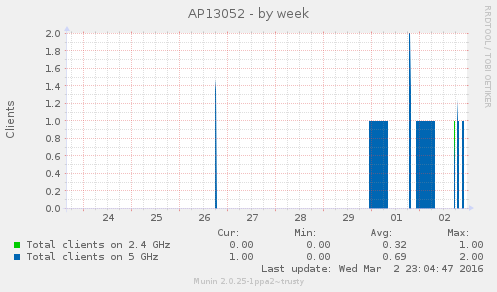 AP13052 - by week
RRDTOOL / TOBI OETIKER
Clients
2.0
1.8
1.6
1.4
1.2
1.0
0.8
0.6
0.4
0.2
0.0
24 25 26 27 28 29 01 02
Cur: Min: Avg: Max:
Total clients on 2.4 GHz 0.00 0.00 0.32 1.00
Total clients on 5 GHz 1.00 0.00 0.69 2.00
Last update: Wed Mar 2 23:04:47 2016
Munin 2.0.25-1ppa2~trusty